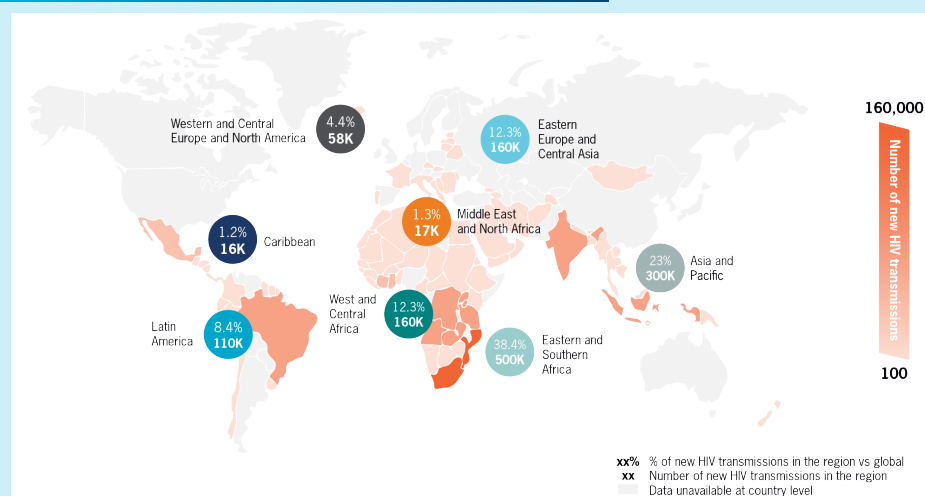 160,000
Number of new HIV transmissions
100
Western and Central
Europe and North America
4.4%
58K
12.3%
160K
Eastern
Europe and
Central Asia
1.2%
16K
Caribbean
1.3%
17K
Middle East
and North Africa
23%
300K
Asia and
Pacific
West and
Central
Africa
12.3%
160K
Latin
America
8.4%
110K
38.4%
500K
Eastern and
Southern
Africa
xx% % of new HIV transmissions in the region vs global
xx Number of new HIV transmissions in the region
Data unavailable at country level